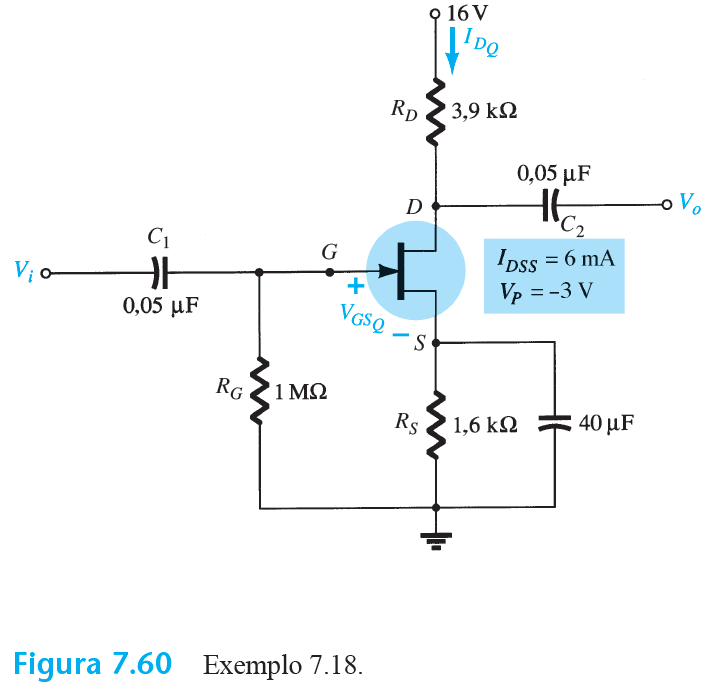 16 V
I_DQ
R_D 3,9 kΩ
0,05 µF
D
V_o
C_2
C_1
G
I_DSS = 6 mA
V_i
V_P = –3 V
+
0,05 µF
V_GSQ –
S
R_G 1 MΩ
R_S 1,6 kΩ 40 µF
Figura 7.60 Exemplo 7.18.